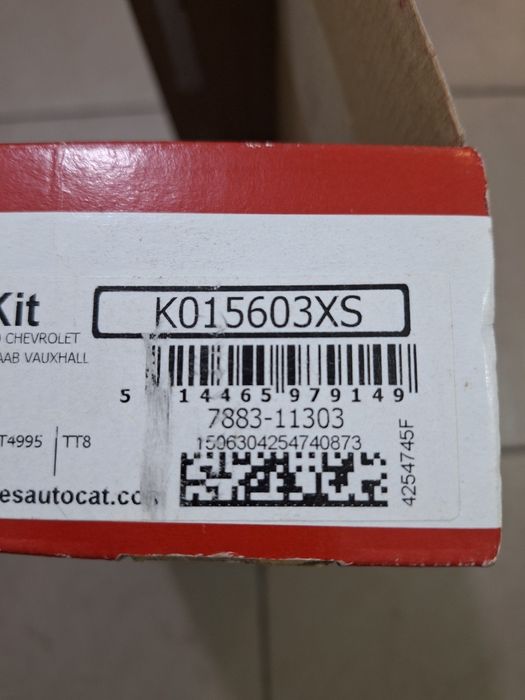 Kit
K015603XS
CHEVROLET
AAB VAUXHALL
5 14465 979149
7883-11303
T4995 TT8
1506304254740873
esautocat.co
4254745F